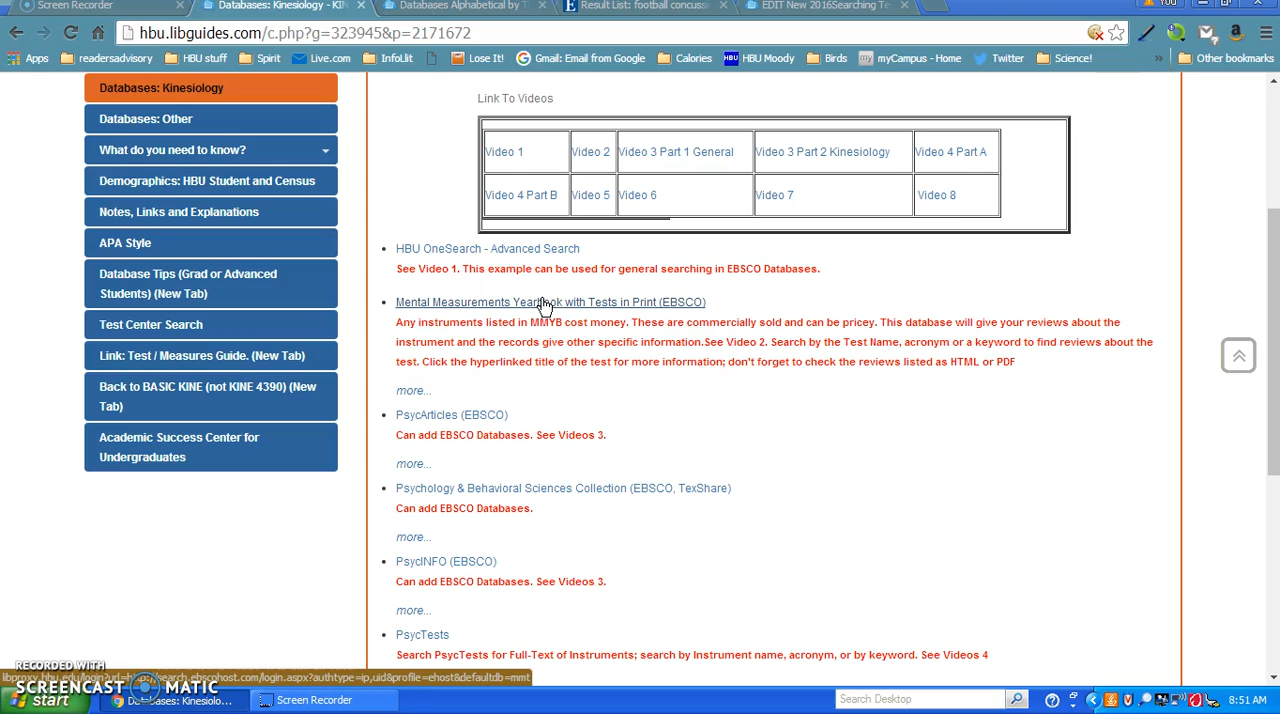 Screen Recorder
Databases: Kinesiology - KIN
Databases Alphabetical by T
Result List: football concuss
EDIT New 2016Searching Te
You
hbu.libguides.com/c.php?g=323945&p=2171672
Apps
readersadvisory
HBU stuff
Spirit
Live.com
InfoLit
Lose It!
Gmail: Email from Google
Calories
HBU Moody
Birds
myCampus - Home
Twitter
Science!
»
Other bookmarks
Databases: Kinesiology
Databases: Other
What do you need to know?
Demographics: HBU Student and Census
Notes, Links and Explanations
APA Style
Database Tips (Grad or Advanced
Students) (New Tab)
Test Center Search
Link: Test / Measures Guide. (New Tab)
Back to BASIC KINE (not KINE 4390) (New
Tab)
Academic Success Center for
Undergraduates
Link To Videos
Video 1 Video 2 Video 3 Part 1 General Video 3 Part 2 Kinesiology Video 4 Part A
Video 4 Part B Video 5 Video 6 Video 7 Video 8
HBU OneSearch - Advanced Search
See Video 1. This example can be used for general searching in EBSCO Databases.
Mental Measurements Yearbook with Tests in Print (EBSCO)
Any instruments listed in MMYB cost money. These are commercially sold and can be pricey. This database will give your reviews about the
instrument and the records give other specific information.See Video 2. Search by the Test Name, acronym or a keyword to find reviews about the
test. Click the hyperlinked title of the test for more information; don't forget to check the reviews listed as HTML or PDF
more...
PsycArticles (EBSCO)
Can add EBSCO Databases. See Videos 3.
more...
Psychology & Behavioral Sciences Collection (EBSCO, TexShare)
Can add EBSCO Databases.
more...
PsycINFO (EBSCO)
Can add EBSCO Databases. See Videos 3.
more...
PsycTests
Search PsycTests for Full-Text of Instruments; search by Instrument name, acronym, or by keyword. See Videos 4
RECORDED WITH
SCREENCAST MATIC
start
Databases: Kinesiolo...
Screen Recorder
Search Desktop
8:51 AM